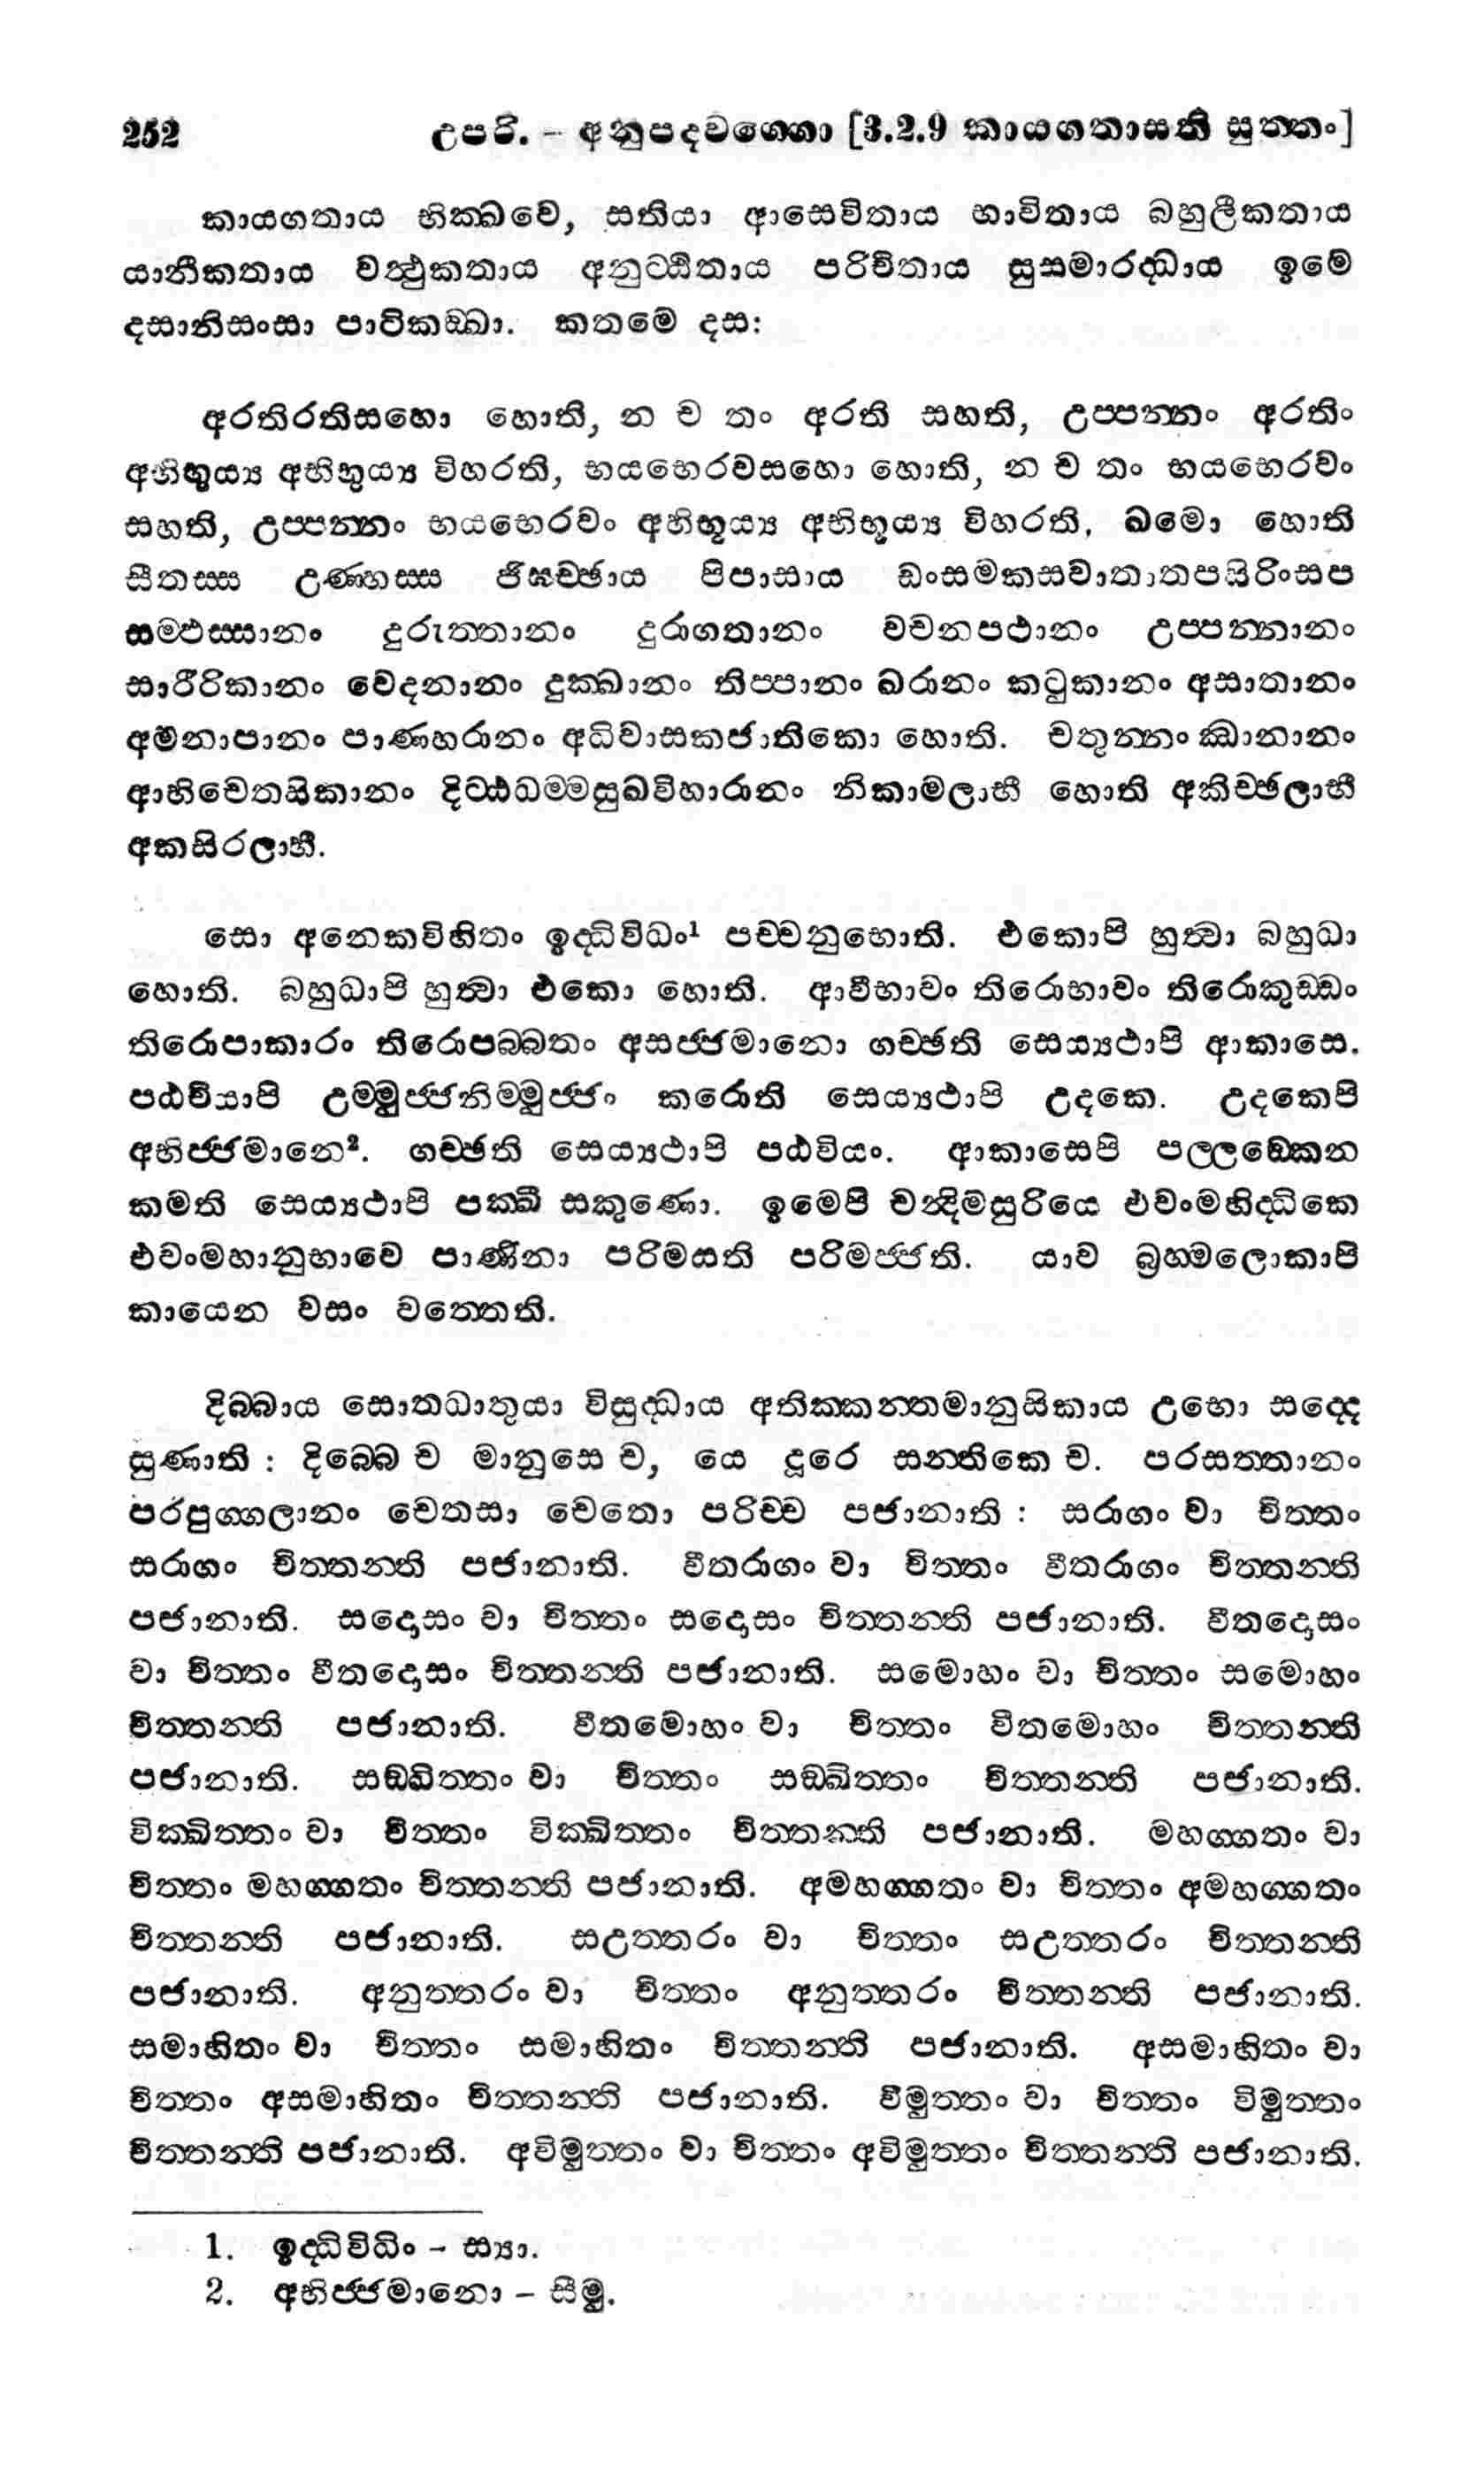 252 උපරි. - අනුපදවග්ගො [3.2.9 කායගතාසති සුත්තං]
කායගතාය භික්ඛවෙ, සතියා ආසෙවිතාය භාවිතාය බහුලීකතාය
යානීකතාය වත්ථුකතාය අනුට්ඨිතාය පරිචිතාය සුසමාරද්ධාය ඉමෙ
දසානිසංසා පාටිකඞ්ඛා. කතමෙ දස:
අරතිරතිසහො හොති, න ච තං අරති සහති, උප්පන්නං අරතිං
අභිභුය්‍ය අභිභුය්‍ය විහරති, භයභෙරවසහො හොති, න ච තං භයභෙරවං
සහති, උප්පන්නං භයභෙරවං අභිභූය්‍ය අභිභූය්‍ය විහරති, ඛමො හොති
සීතස්ස උණ්හස්ස ජිඝච්ඡාය පිපාසාය ඩංසමකසවාතාතපසිරිංසප
සම්ඵස්සානං දුරුත්තානං දුරාගතානං වචනපථානං උප්පන්නානං
සාරීරිකානං වෙදනානං දුක්ඛානං තිප්පානං ඛරානං කටුකානං අසාතානං
අමනාපානං පාණහරානං අධිවාසකජාතිකො හොති. චතුන්නං ඣානානං
ආභිචෙතසිකානං දිට්ඨධම්මසුඛවිහාරානං නිකාමලාභී හොති අකිච්ඡලාභී
අකසිරලාභී.
සො අනෙකවිහිතං ඉද්ධිවිධං¹ පච්චනුභොති. එකොපි හුත්වා බහුධා
හොති. බහුධාපි හුත්වා එකො හොති. ආවීභාවං තිරොභාවං තිරොකුඩ්ඩං
තිරොපාකාරං තිරොපබ්බතං අසජ්ජමානො ගච්ඡති සෙය්‍යථාපි ආකාසෙ.
පඨවියාපි උම්මුජ්ජනිම්මුජ්ජං කරොති සෙය්‍යථාපි උදකෙ. උදකෙපි
අභිජ්ජමානෙ². ගච්ඡති සෙය්‍යථාපි පඨවියං. ආකාසෙපි පල්ලඞ්කෙන
කමති සෙය්‍යථාපි පක්ඛී සකුණො. ඉමෙපි චන්දිමසුරියෙ එවංමහිද්ධිකෙ
එවංමහානුභාවෙ පාණිනා පරිමසති පරිමජ්ජති. යාව බ්‍රහ්මලොකාපි
කායෙන වසං වත්තෙති.
දිබ්බාය සොතධාතුයා විසුද්ධාය අතික්කන්තමානුසිකාය උභො සද්දෙ
සුණාති : දිබ්බෙ ච මානුසෙ ච, යෙ දූරෙ සන්තිකෙ ච. පරසත්තානං
පරපුග්ගලානං චෙතසා චෙතො පරිච්ච පජානාති : සරාගං වා චිත්තං
සරාගං චිත්තන්ති පජානාති. වීතරාගං වා චිත්තං වීතරාගං චිත්තන්ති
පජානාති. සදොසං වා චිත්තං සදොසං චිත්තන්ති පජානාති. වීතදොසං
වා චිත්තං වීතදොසං චිත්තන්ති පජානාති. සමොහං වා චිත්තං සමොහං
චිත්තන්ති පජානාති. වීතමොහං වා චිත්තං වීතමොහං චිත්තන්ති
පජානාති. සඞ්ඛිත්තං වා චිත්තං සඞ්ඛිත්තං චිත්තන්ති පජානාති.
වික්ඛිත්තං වා චිත්තං වික්ඛිත්තං චිත්තන්ති පජානාති. මහග්ගතං වා
චිත්තං මහග්ගතං චිත්තන්ති පජානාති. අමහග්ගතං වා චිත්තං අමහග්ගතං
චිත්තන්ති පජානාති. සඋත්තරං වා චිත්තං සඋත්තරං චිත්තන්ති
පජානාති. අනුත්තරං වා චිත්තං අනුත්තරං චිත්තන්ති පජානාති.
සමාහිතං වා චිත්තං සමාහිතං චිත්තන්ති පජානාති. අසමාහිතං වා
චිත්තං අසමාහිතං චිත්තන්ති පජානාති. විමුත්තං වා චිත්තං විමුත්තං
චිත්තන්ති පජානාති. අවිමුත්තං වා චිත්තං අවිමුත්තං චිත්තන්ති පජානාති.
1. ඉද්ධිවිධිං - ස්‍යා.
2. අභිජ්ජමානො - සීමු.